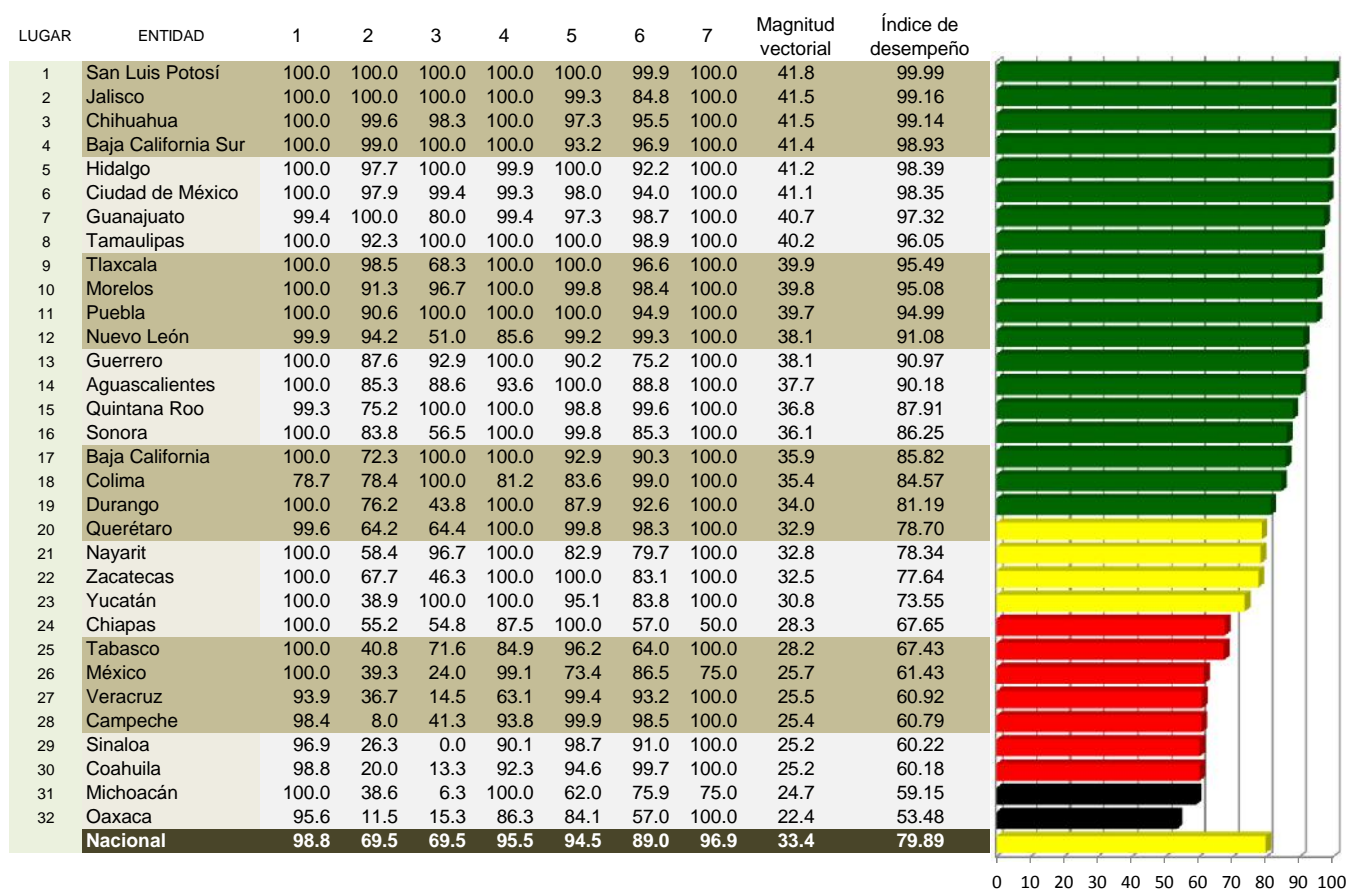 LUGAR ENTIDAD 1 2 3 4 5 6 7 Magnitud vectorial Índice de desempeño
1 San Luis Potosí 100.0 100.0 100.0 100.0 100.0 99.9 100.0 41.8 99.99
2 Jalisco 100.0 100.0 100.0 100.0 99.3 84.8 100.0 41.5 99.16
3 Chihuahua 100.0 99.6 98.3 100.0 97.3 95.5 100.0 41.5 99.14
4 Baja California Sur 100.0 99.0 100.0 100.0 93.2 96.9 100.0 41.4 98.93
5 Hidalgo 100.0 97.7 100.0 99.9 100.0 92.2 100.0 41.2 98.39
6 Ciudad de México 100.0 97.9 99.4 99.3 98.0 94.0 100.0 41.1 98.35
7 Guanajuato 99.4 100.0 80.0 99.4 97.3 98.7 100.0 40.7 97.32
8 Tamaulipas 100.0 92.3 100.0 100.0 100.0 98.9 100.0 40.2 96.05
9 Tlaxcala 100.0 98.5 68.3 100.0 100.0 96.6 100.0 39.9 95.49
10 Morelos 100.0 91.3 96.7 100.0 99.8 98.4 100.0 39.8 95.08
11 Puebla 100.0 90.6 100.0 100.0 100.0 94.9 100.0 39.7 94.99
12 Nuevo León 99.9 94.2 51.0 85.6 99.2 99.3 100.0 38.1 91.08
13 Guerrero 100.0 87.6 92.9 100.0 90.2 75.2 100.0 38.1 90.97
14 Aguascalientes 100.0 85.3 88.6 93.6 100.0 88.8 100.0 37.7 90.18
15 Quintana Roo 99.3 75.2 100.0 100.0 98.8 99.6 100.0 36.8 87.91
16 Sonora 100.0 83.8 56.5 100.0 99.8 85.3 100.0 36.1 86.25
17 Baja California 100.0 72.3 100.0 100.0 92.9 90.3 100.0 35.9 85.82
18 Colima 78.7 78.4 100.0 81.2 83.6 99.0 100.0 35.4 84.57
19 Durango 100.0 76.2 43.8 100.0 87.9 92.6 100.0 34.0 81.19
20 Querétaro 99.6 64.2 64.4 100.0 99.8 98.3 100.0 32.9 78.70
21 Nayarit 100.0 58.4 96.7 100.0 82.9 79.7 100.0 32.8 78.34
22 Zacatecas 100.0 67.7 46.3 100.0 100.0 83.1 100.0 32.5 77.64
23 Yucatán 100.0 38.9 100.0 100.0 95.1 83.8 100.0 30.8 73.55
24 Chiapas 100.0 55.2 54.8 87.5 100.0 57.0 50.0 28.3 67.65
25 Tabasco 100.0 40.8 71.6 84.9 96.2 64.0 100.0 28.2 67.43
26 México 100.0 39.3 24.0 99.1 73.4 86.5 75.0 25.7 61.43
27 Veracruz 93.9 36.7 14.5 63.1 99.4 93.2 100.0 25.5 60.92
28 Campeche 98.4 8.0 41.3 93.8 99.9 98.5 100.0 25.4 60.79
29 Sinaloa 96.9 26.3 0.0 90.1 98.7 91.0 100.0 25.2 60.22
30 Coahuila 98.8 20.0 13.3 92.3 94.6 99.7 100.0 25.2 60.18
31 Michoacán 100.0 38.6 6.3 100.0 62.0 75.9 75.0 24.7 59.15
32 Oaxaca 95.6 11.5 15.3 86.3 84.1 57.0 100.0 22.4 53.48
Nacional 98.8 69.5 69.5 95.5 94.5 89.0 96.9 33.4 79.89
0 10 20 30 40 50 60 70 80 90 100